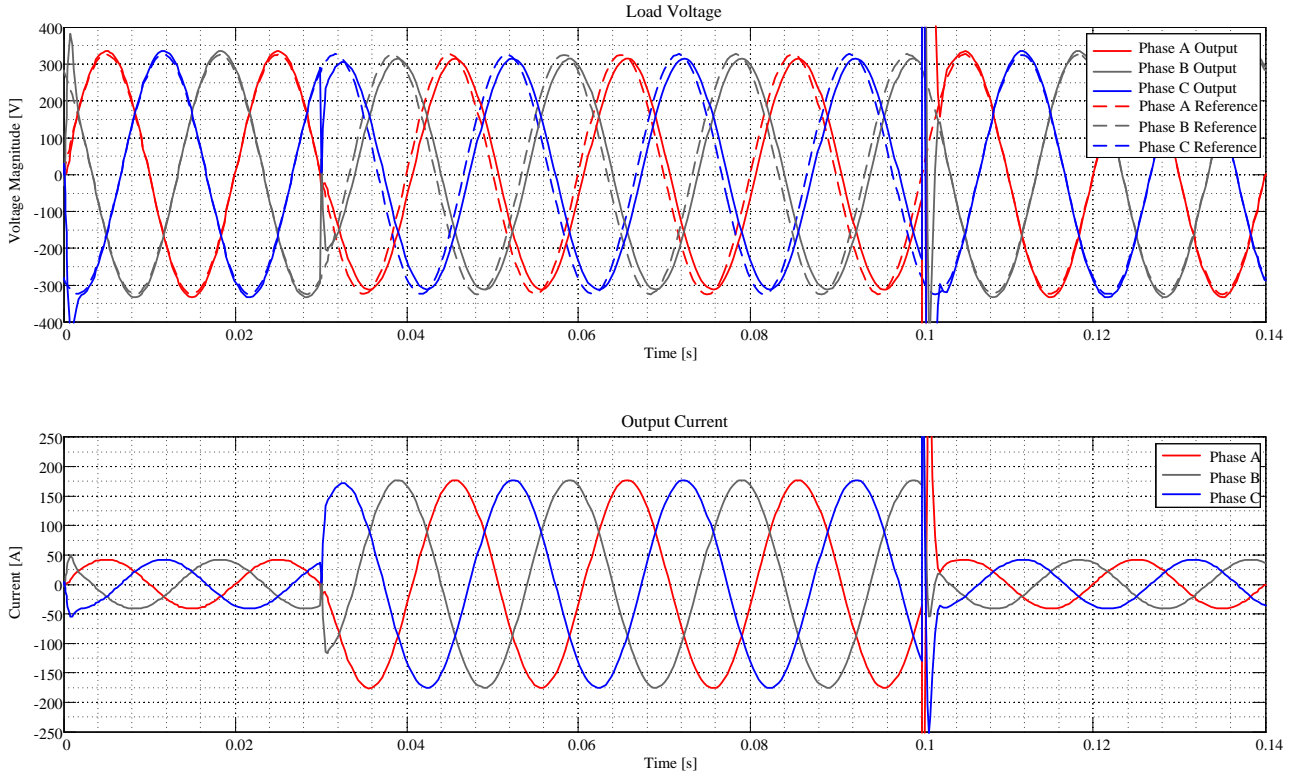 Load Voltage
400
300
200
100
0
-100
-200
-300
-400
Voltage Magnitude [V]
Phase A Output
Phase B Output
Phase C Output
Phase A Reference
Phase B Reference
Phase C Reference
0 0.02 0.04 0.06 0.08 0.1 0.12 0.14
Time [s]
Output Current
250
200
150
100
50
0
-50
-100
-150
-200
-250
Current [A]
Phase A
Phase B
Phase C
0 0.02 0.04 0.06 0.08 0.1 0.12 0.14
Time [s]